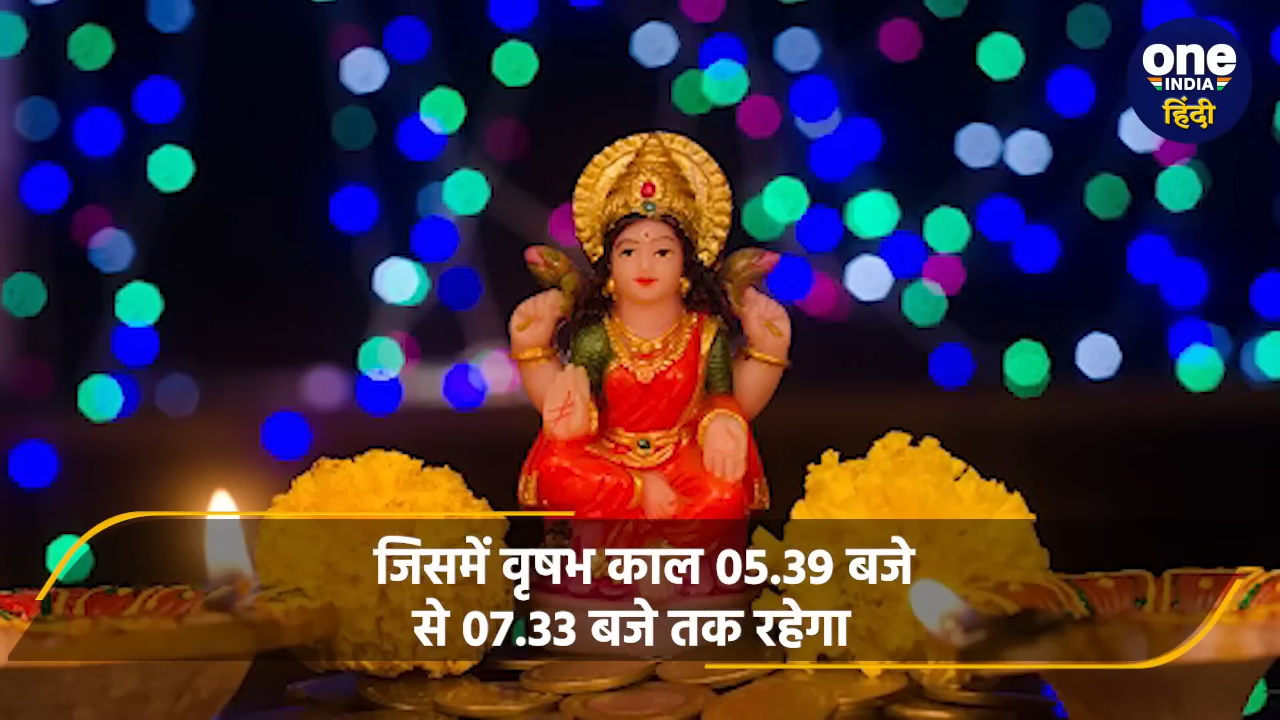 one
INDIA
हिंदी
जिसमें वृषभ काल 05.39 बजे
से 07.33 बजे तक रहेगा